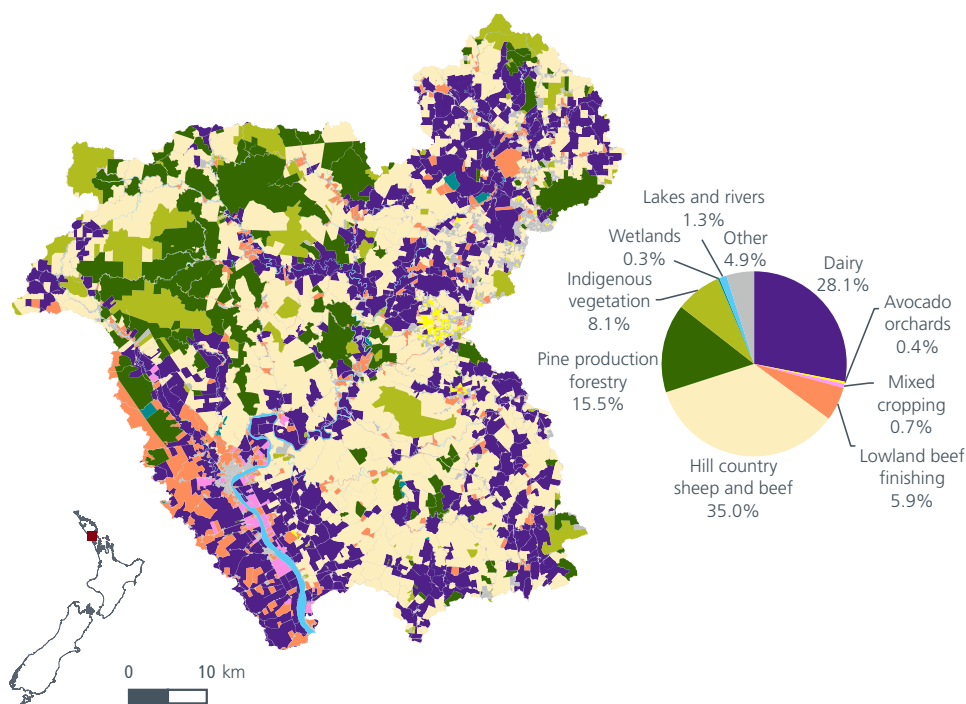 Lakes and rivers
1.3%
Wetlands
0.3%
Other
4.9%
Indigenous
vegetation
8.1%
Dairy
28.1%
Avocado
orchards
0.4%
Pine production
forestry
15.5%
Mixed
cropping
0.7%
Hill country
sheep and beef
35.0%
Lowland beef
finishing
5.9%
0 10 km